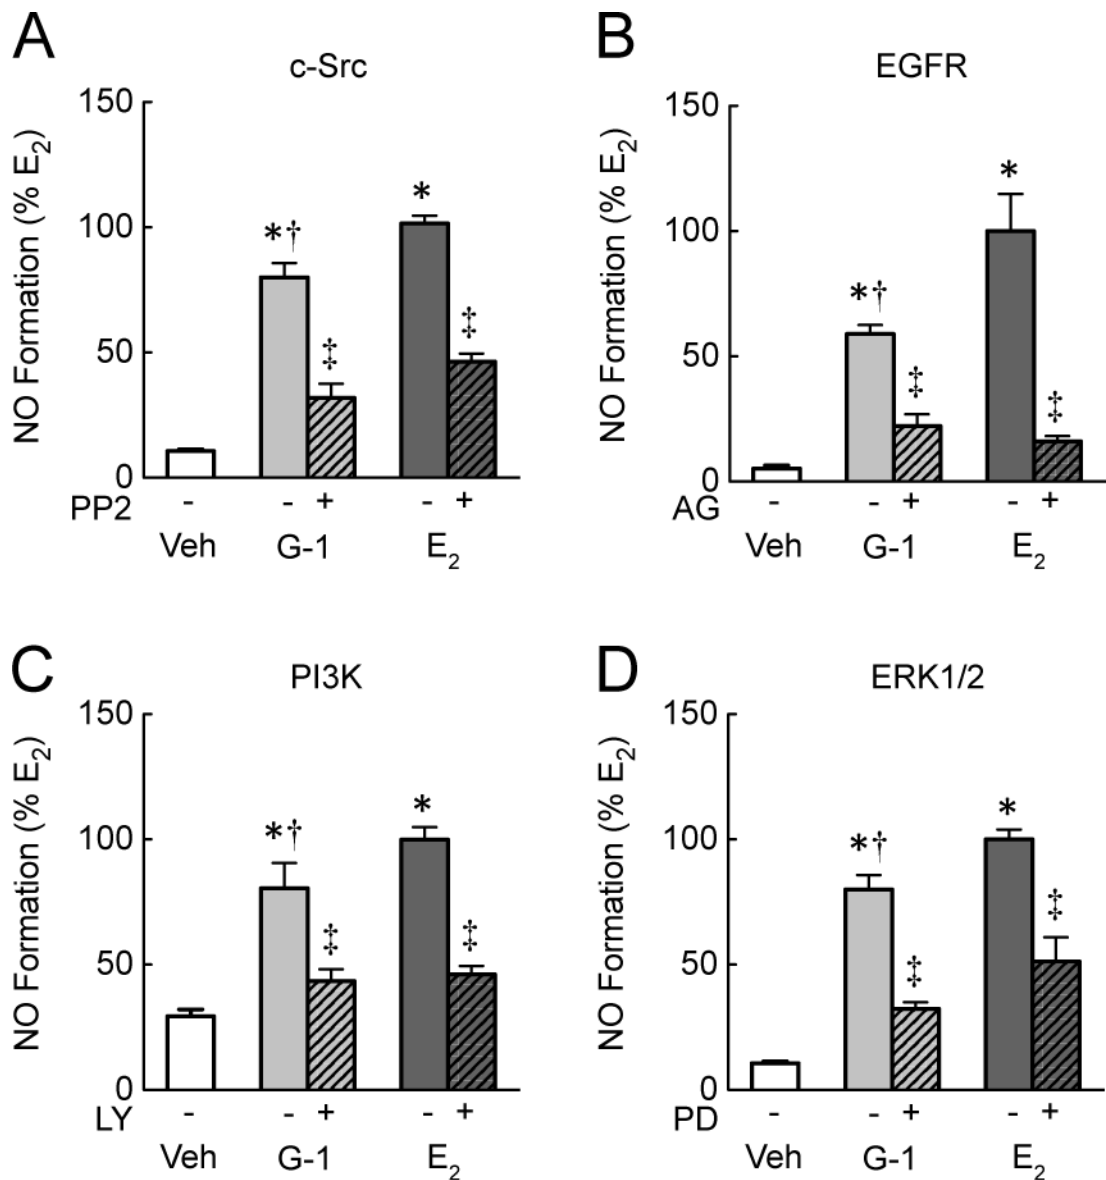 A
c-Src
NO Formation (% E2)
150
100
50
0
*†
‡
*
‡
PP2 - - + - +
Veh G-1 E2
B
EGFR
NO Formation (% E2)
150
100
50
0
*†
‡
*
‡
AG - - + - +
Veh G-1 E2
C
PI3K
NO Formation (% E2)
150
100
50
0
*†
‡
*
‡
LY - - + - +
Veh G-1 E2
D
ERK1/2
NO Formation (% E2)
150
100
50
0
*†
‡
*
‡
PD - - + - +
Veh G-1 E2